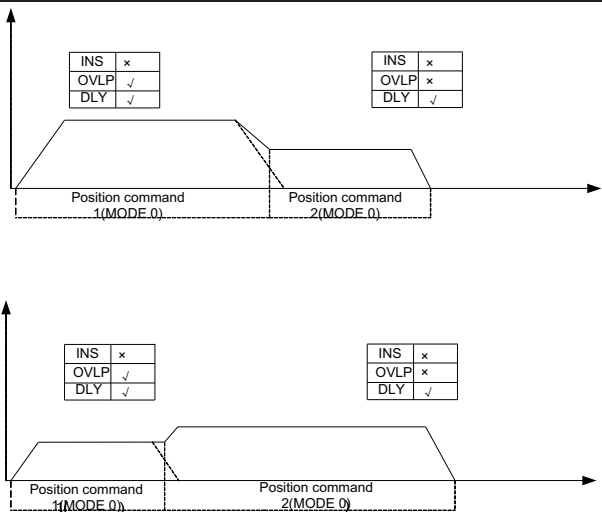 INS ×
OVLP √
DLY √
INS ×
OVLP ×
DLY √
Position command
1(MODE 0)
Position command
2(MODE 0)
INS ×
OVLP √
DLY √
INS ×
OVLP ×
DLY √
Position command
1(MODE 0)
Position command
2(MODE 0)